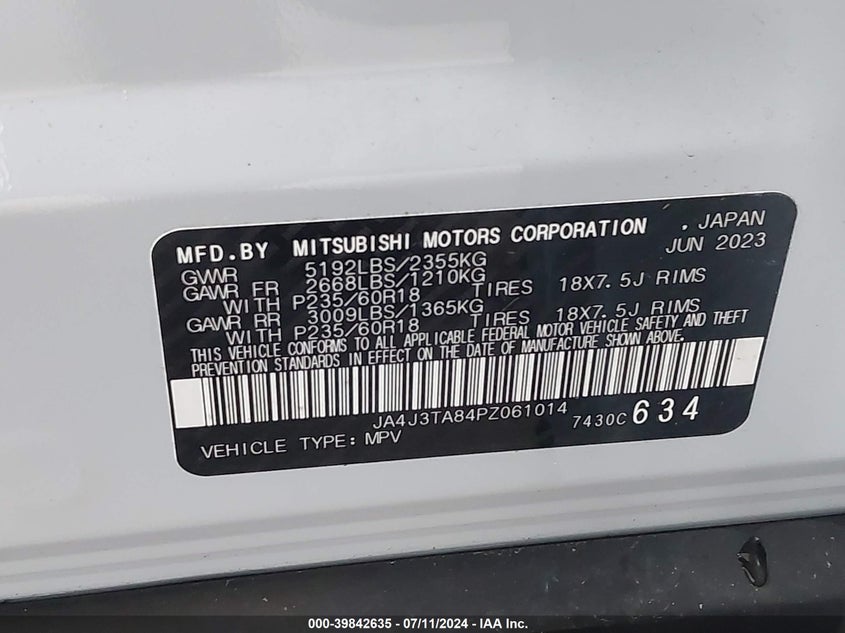 MFD.BY MITSUBISHI MOTORS CORPORATION . JAPAN
JUN 2023
GVWR 5192LBS/2355KG
GAWR FR 2668LBS/1210KG
WITH P235/60R18 TIRES 18X7.5J RIMS
GAWR RR 3009LBS/1365KG
WITH P235/60R18 TIRES 18X7.5J RIMS
THIS VEHICLE CONFORMS TO ALL APPLICABLE FEDERAL MOTOR VEHICLE SAFETY AND THEFT
PREVENTION STANDARDS IN EFFECT ON THE DATE OF MANUFACTURE SHOWN ABOVE.
JA4J3TA84PZ061014
7430C 634
VEHICLE TYPE: MPV
000-39842635 - 07/11/2024 - IAA Inc.